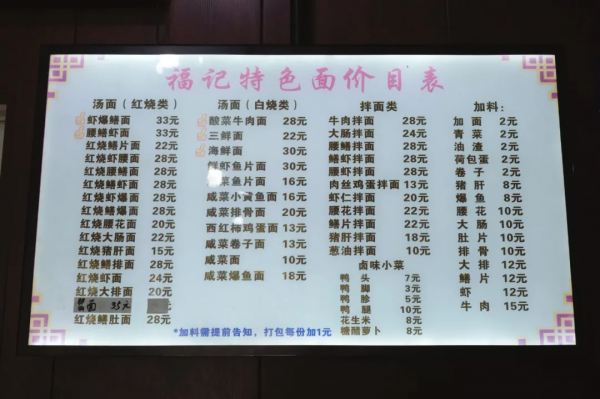 福记特色面价目表
汤面（红烧类）
虾爆鳝面 33元
腰鳝虾面 33元
红烧鳝片面 22元
红烧虾腰面 28元
红烧腰鳝面 28元
红烧鳝虾面 28元
红烧虾爆面 28元
红烧鳝爆面 28元
红烧腰花面 20元
红烧大肠面 22元
红烧猪肝面 15元
红烧鳝排面 28元
红烧虾面 24元
红烧大排面 20元
面 35元
红烧鳝肚面 28元
汤面（白烧类）
酸菜牛肉面 28元
三鲜面 22元
海鲜面 30元
鲜虾鱼片面 30元
咸菜鱼片面 16元
咸菜小黄鱼面 16元
咸菜排骨面 20元
西红柿鸡蛋面 13元
咸菜卷子面 13元
咸菜面 10元
咸菜爆鱼面 18元
拌面类
牛肉拌面 28元
大肠拌面 24元
腰鳝拌面 28元
鳝虾拌面 28元
腰虾拌面 28元
肉丝鸡蛋拌面 13元
虾仁拌面 20元
腰花拌面 22元
鳝片拌面 22元
猪肝拌面 18元
葱油拌面 10元
卤味小菜
鸭头 7元
鸭脚 3元
鸭胗 5元
鸭腿 10元
花生米 8元
糖醋萝卜 8元
加料：
加面 2元
青菜 2元
油渣 2元
荷包蛋 2元
卷子 2元
猪肝 8元
爆鱼 8元
腰花 10元
大肠 10元
肚片 10元
排骨 10元
大排 12元
鳝片 12元
虾 12元
牛肉 15元
*加料需提前告知，打包每份加1元